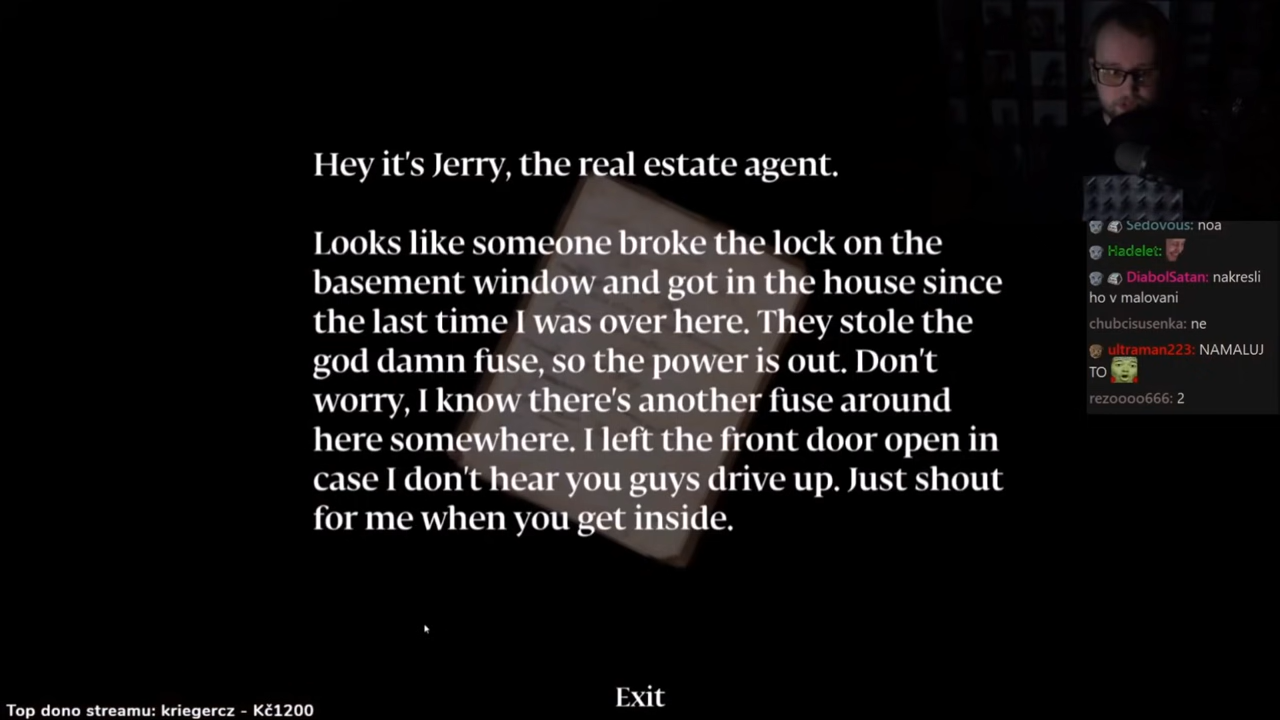 Hey it's Jerry, the real estate agent.
Looks like someone broke the lock on the
basement window and got in the house since
the last time I was over here. They stole the
god damn fuse, so the power is out. Don't
worry, I know there's another fuse around
here somewhere. I left the front door open in
case I don't hear you guys drive up. Just shout
for me when you get inside.
Exit
Sedovous: noa
Hadelet:
DiabolSatan: nakresli
ho v malovani
chubcisusenka: ne
ultraman223: NAMALUJ
TO
rezoooo666: 2
Top dono streamu: kriegercz - Kč1200